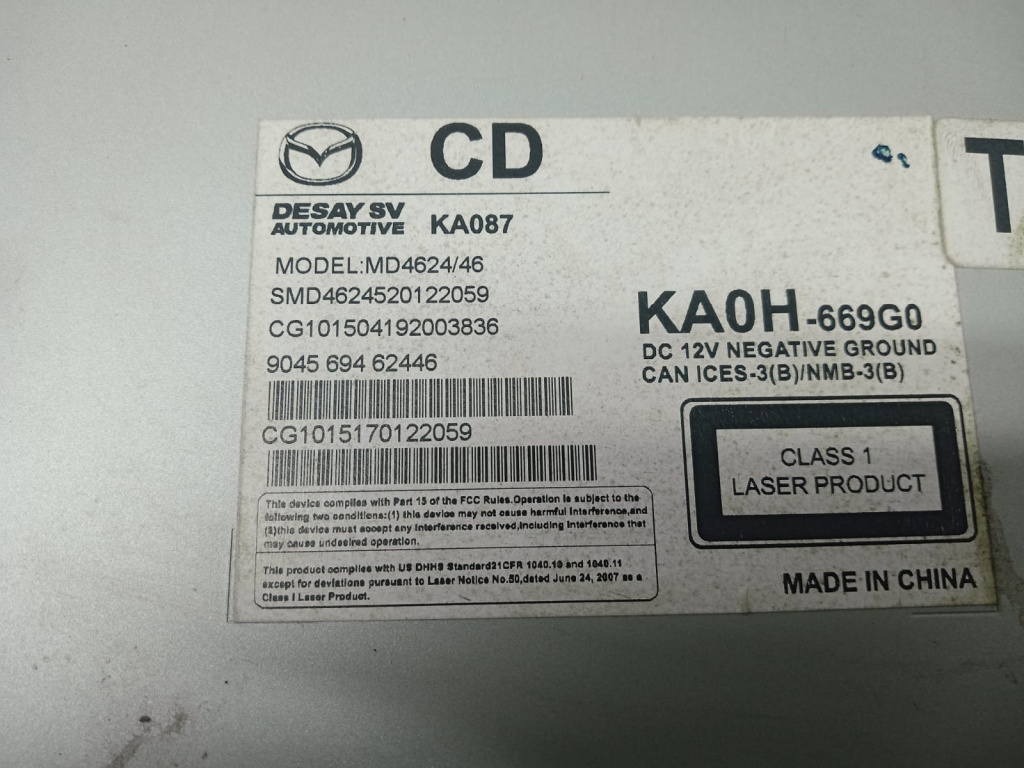 CD
DESAY SV
AUTOMOTIVE KA087
MODEL:MD4624/46
SMD4624520122059
CG101504192003836
9045 694 62446
CG1015170122059
KA0H-669G0
DC 12V NEGATIVE GROUND
CAN ICES-3(B)/NMB-3(B)
CLASS 1
LASER PRODUCT
This device complies with Part 15 of the FCC Rules.Operation is subject to the
following two conditions:(1) this device may not cause harmful interference,and
(2)this device must accept any interference received,including interference that
may cause undesired operation.
This product complies with US DHHS Standard21CFR 1040.10 and 1040.11
except for deviations pursuant to Laser Notice No.50,dated June 24, 2007 as a
Class I Laser Product.
MADE IN CHINA
T